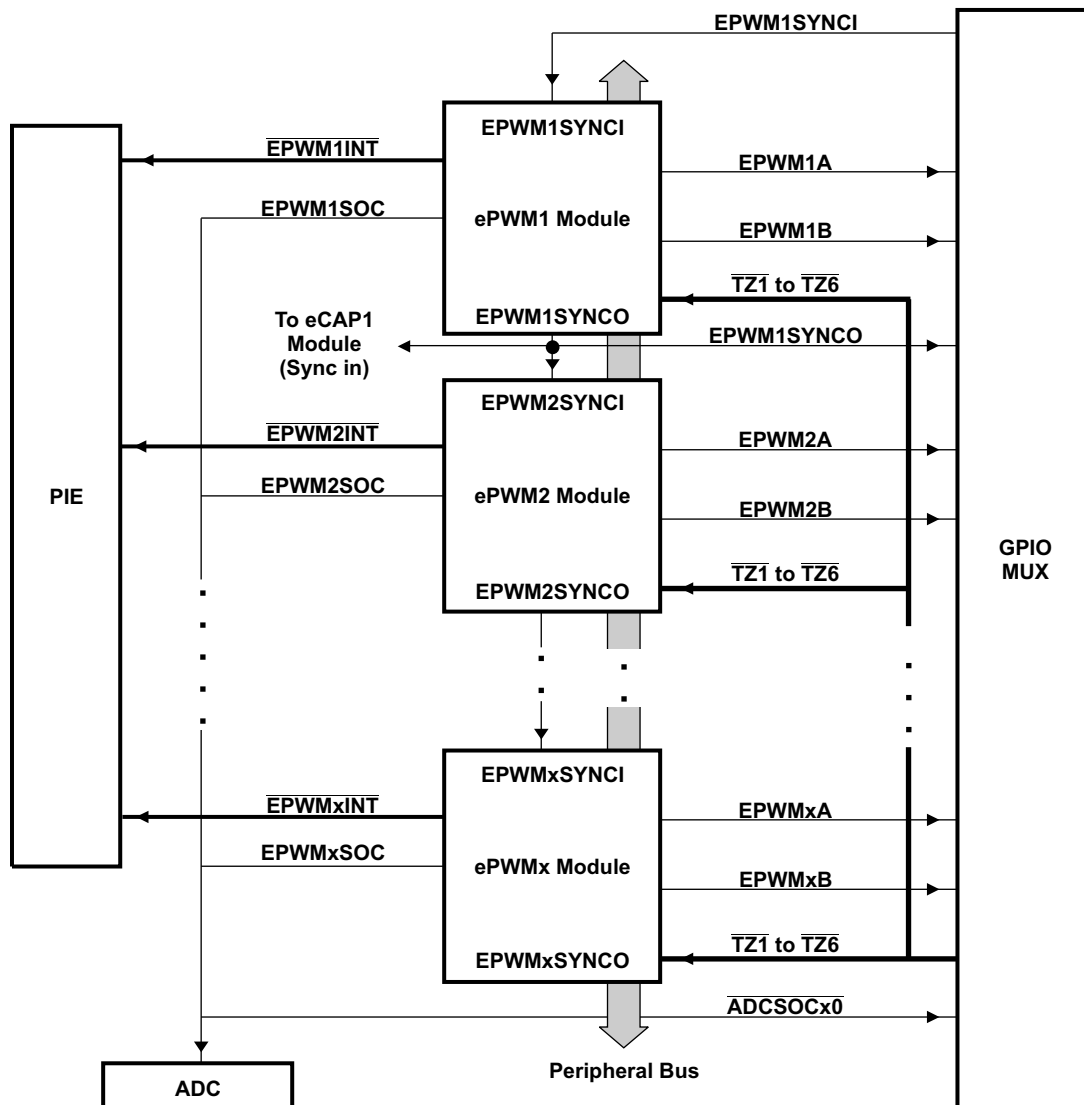 EPWM1SYNCI
EPWM1SYNCI
EPWM1INT
EPWM1A
EPWM1SOC
ePWM1 Module
EPWM1B
TZ1 to TZ6
To eCAP1
Module
(Sync in)
EPWM1SYNCO
EPWM1SYNCO
EPWM2SYNCI
EPWM2INT
EPWM2A
PIE
EPWM2SOC
ePWM2 Module
EPWM2B
GPIO
MUX
TZ1 to TZ6
EPWM2SYNCO
EPWMxSYNCI
EPWMxINT
EPWMxA
EPWMxSOC
ePWMx Module
EPWMxB
TZ1 to TZ6
EPWMxSYNCO
ADCSOCx0
Peripheral Bus
ADC